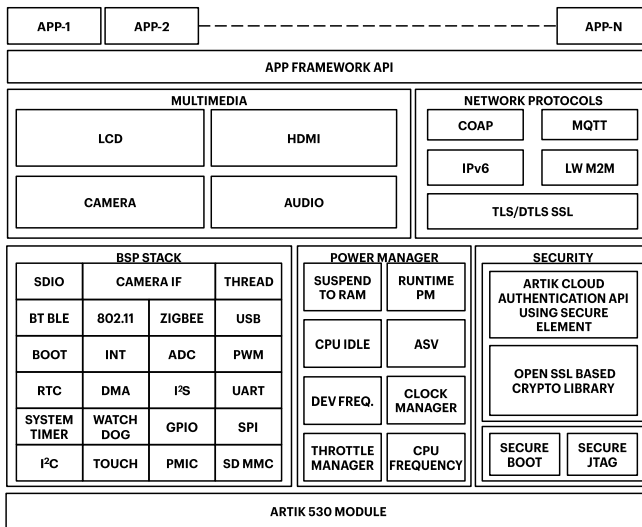 APP-1
APP-2
APP-N
APP FRAMEWORK API
MULTIMEDIA
LCD
HDMI
CAMERA
AUDIO
NETWORK PROTOCOLS
COAP
MQTT
IPv6
LW M2M
TLS/DTLS SSL
BSP STACK
SDIO
CAMERA IF
THREAD
BT BLE
802.11
ZIGBEE
USB
BOOT
INT
ADC
PWM
RTC
DMA
I²S
UART
SYSTEM
TIMER
WATCH
DOG
GPIO
SPI
I²C
TOUCH
PMIC
SD MMC
POWER MANAGER
SUSPEND
TO RAM
RUNTIME
PM
CPU IDLE
ASV
DEV FREQ.
CLOCK
MANAGER
THROTTLE
MANAGER
CPU
FREQUENCY
SECURITY
ARTIK CLOUD
AUTHENTICATION API
USING SECURE
ELEMENT
OPEN SSL BASED
CRYPTO LIBRARY
SECURE
BOOT
SECURE
JTAG
ARTIK 530 MODULE